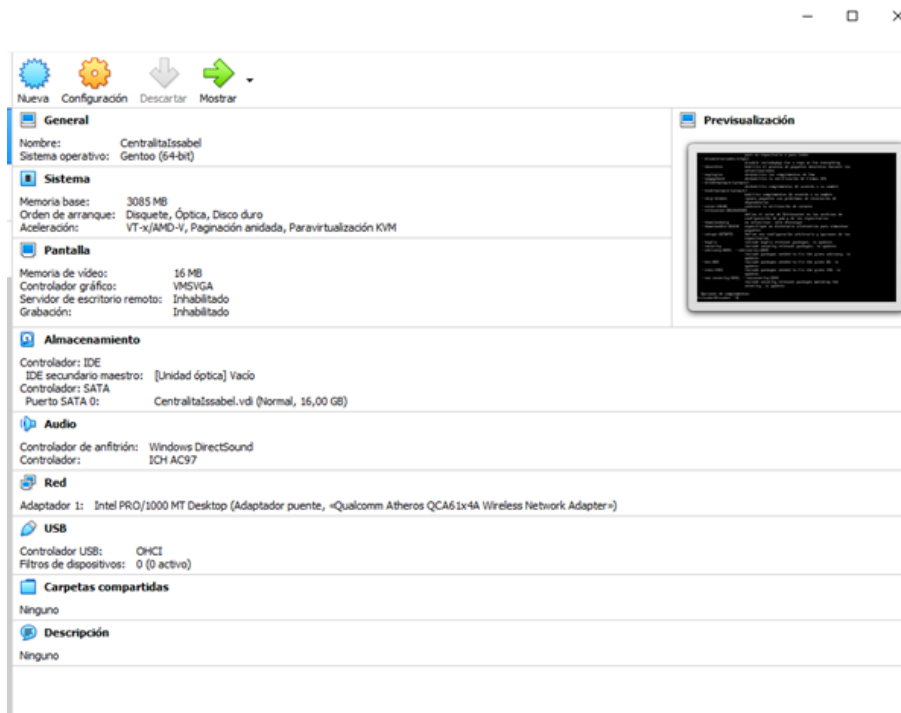 Nueva Configuración Descartar Mostrar
General
Nombre: CentralitaIssabel
Sistema operativo: Gentoo (64-bit)
Sistema
Memoria base: 3085 MB
Orden de arranque: Disquete, Óptica, Disco duro
Aceleración: VT-x/AMD-V, Paginación anidada, Paravirtualización KVM
Pantalla
Memoria de vídeo: 16 MB
Controlador gráfico: VMSVGA
Servidor de escritorio remoto: Inhabilitado
Grabación: Inhabilitado
Previsualización
Almacenamiento
Controlador: IDE
IDE secundario maestro: [Unidad óptica] Vacío
Controlador: SATA
Puerto SATA 0: CentralitaIssabel.vdi (Normal, 16,00 GB)
Audio
Controlador de anfitrión: Windows DirectSound
Controlador: ICH AC97
Red
Adaptador 1: Intel PRO/1000 MT Desktop (Adaptador puente, «Qualcomm Atheros QCA61x4A Wireless Network Adapter»)
USB
Controlador USB: OHCI
Filtros de dispositivos: 0 (0 activo)
Carpetas compartidas
Ninguno
Descripción
Ninguno